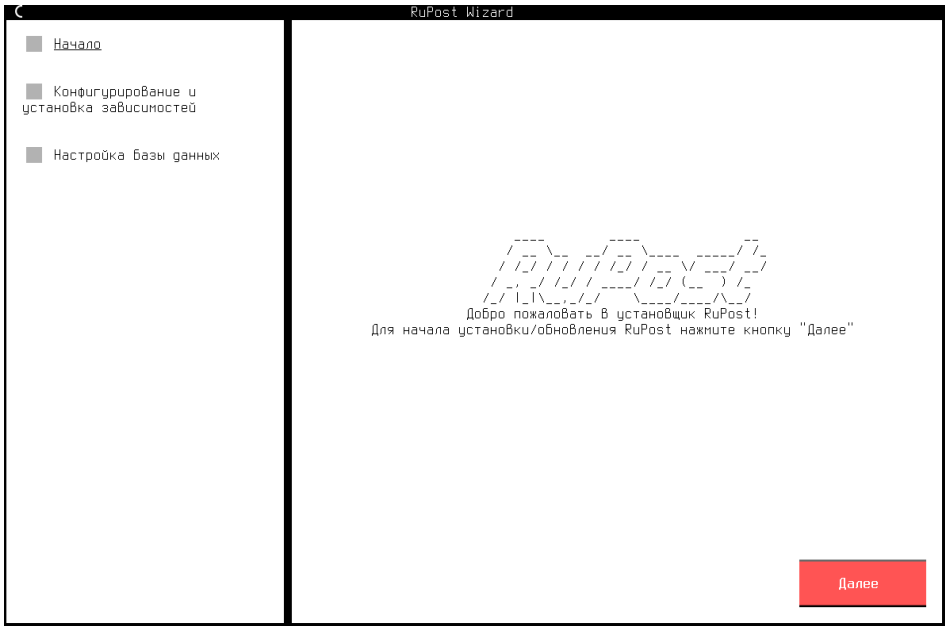 RuPost Wizard
Начало
Конфигурирование и
установка зависимостей
Настройка базы данных
RuPost
Добро пожаловать в установщик RuPost!
Для начала установки/обновления RuPost нажмите кнопку "Далее"
Далее